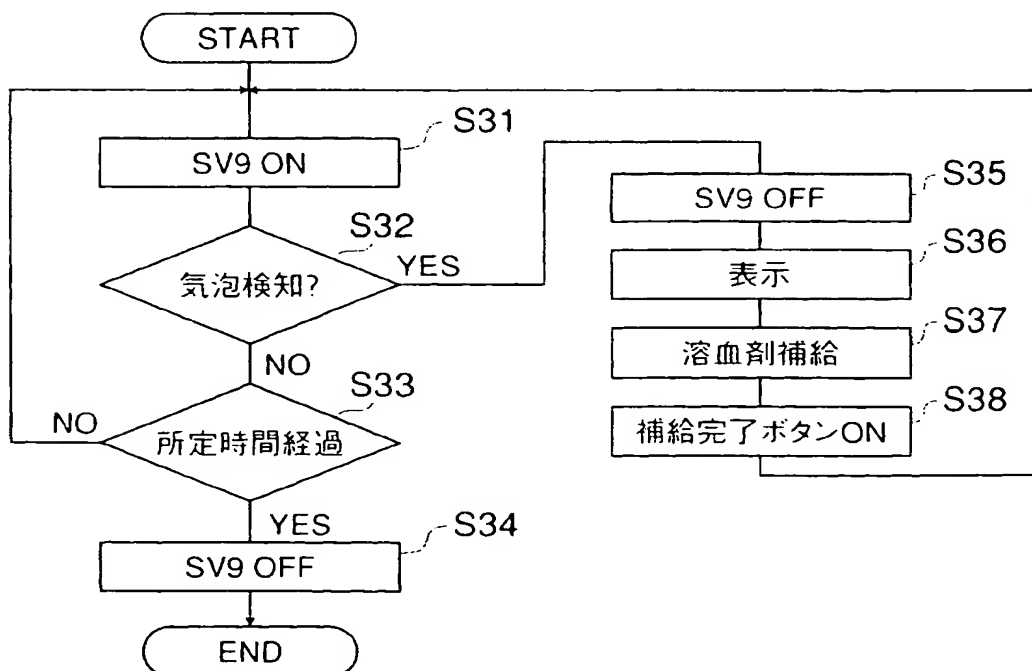 START
S31
SV9 ON
S32
気泡検知?
YES
NO
S33
所定時間経過
NO
YES
S34
SV9 OFF
END
S35
SV9 OFF
S36
表示
S37
溶血剤補給
S38
補給完了ボタンON